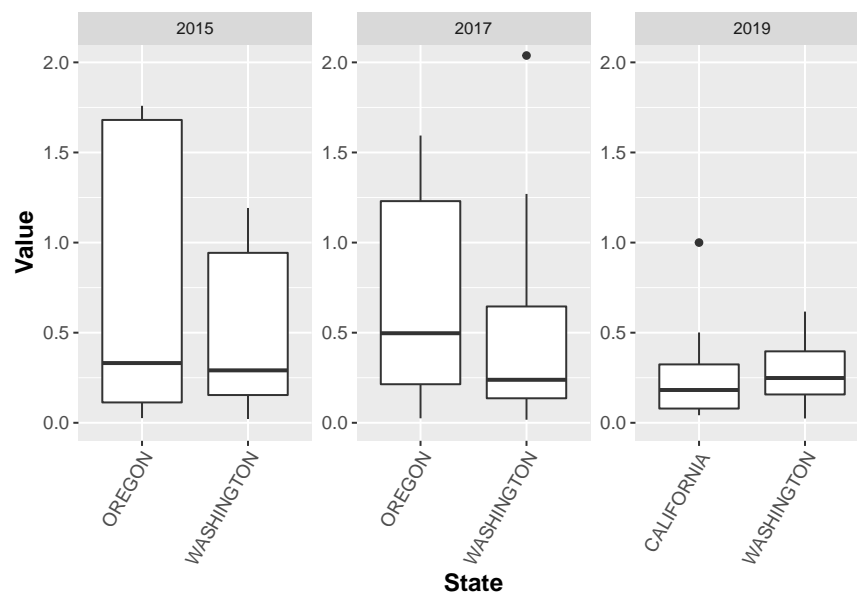 2015 2017 2019
2.0 2.0 2.0
1.5 1.5 1.5
1.0 1.0 1.0
0.5 0.5 0.5
0.0 0.0 0.0
Value
OREGON WASHINGTON OREGON WASHINGTON CALIFORNIA WASHINGTON
State